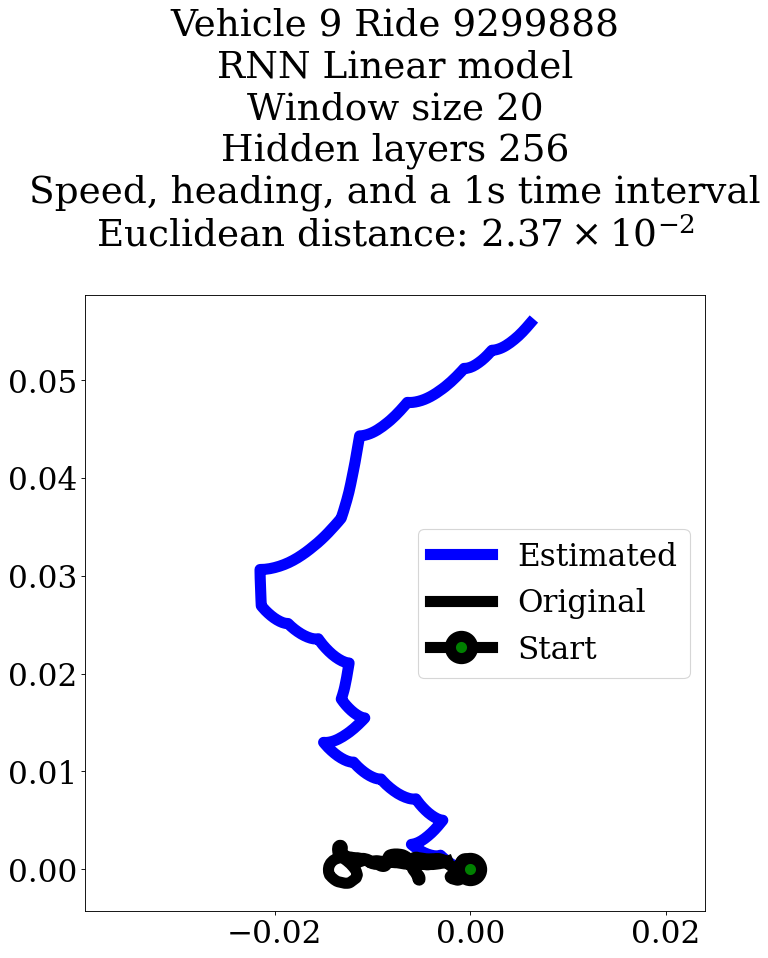 Vehicle 9 Ride 9299888
RNN Linear model
Window size 20
Hidden layers 256
Speed, heading, and a 1s time interval
Euclidean distance: 2.37 × 10⁻²
0.05
0.04
0.03
0.02
0.01
0.00
Estimated
Original
Start
−0.02
0.00
0.02